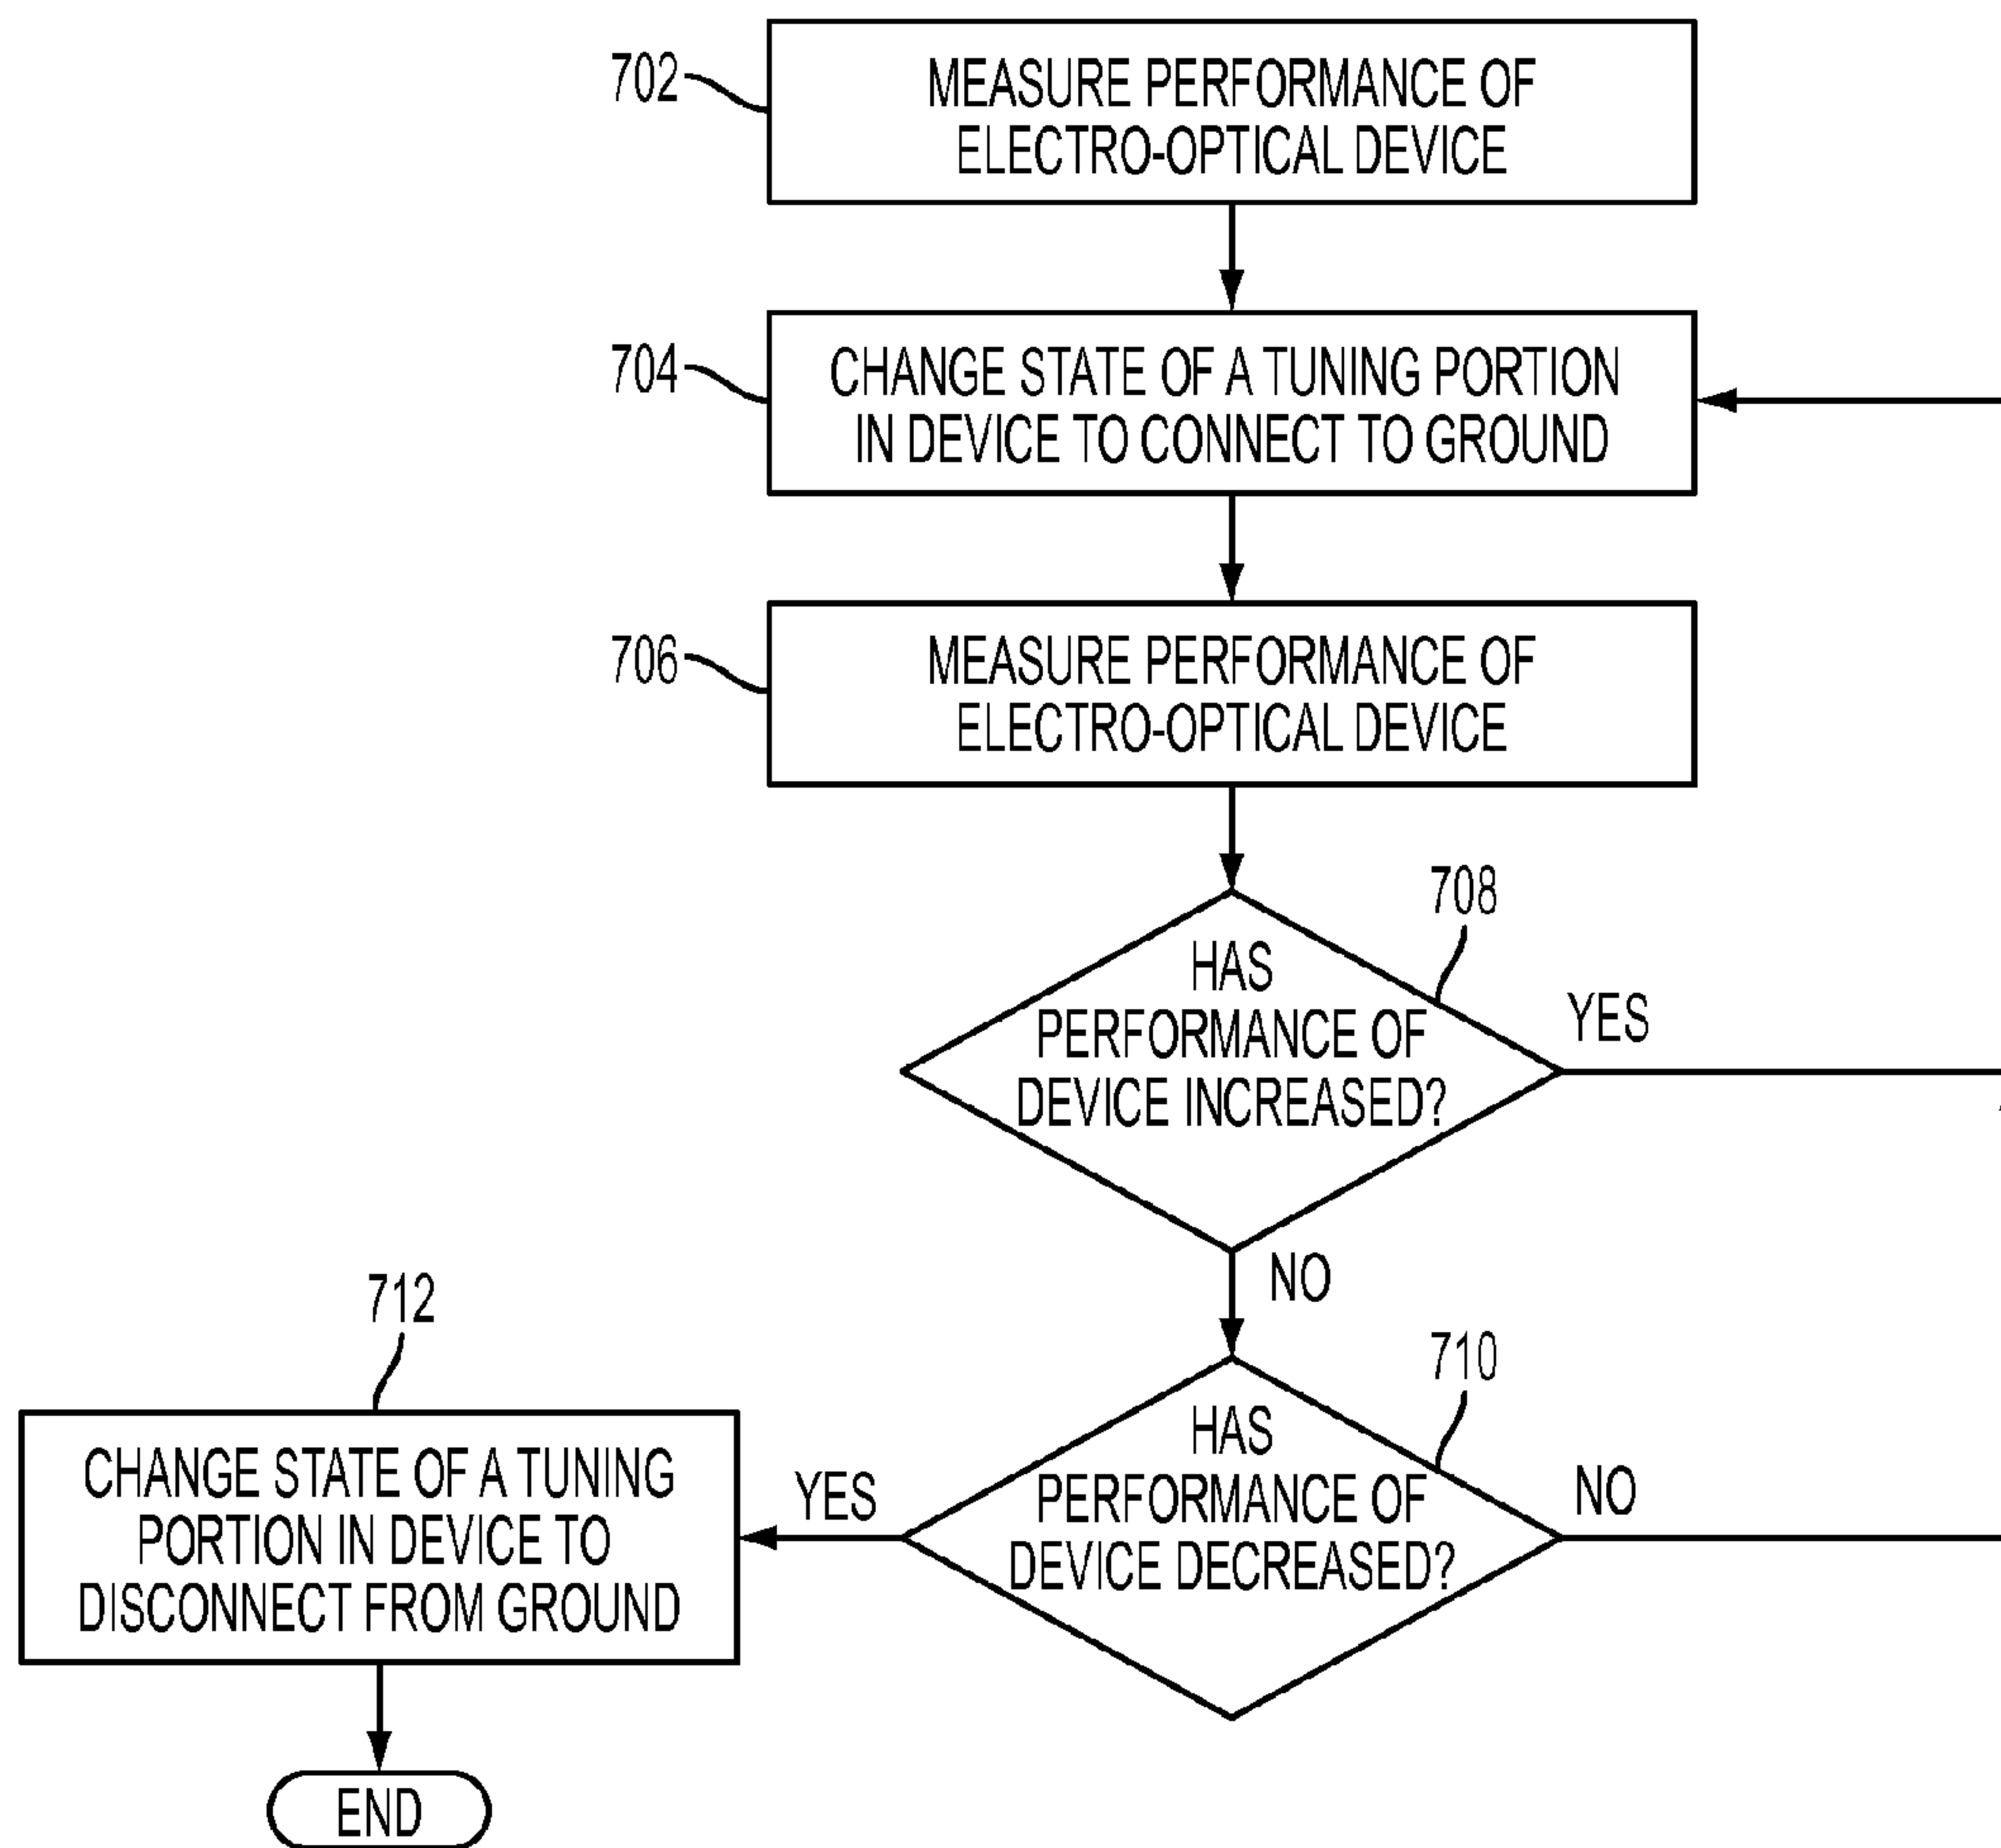 702
MEASURE PERFORMANCE OF
ELECTRO-OPTICAL DEVICE
704
CHANGE STATE OF A TUNING PORTION
IN DEVICE TO CONNECT TO GROUND
706
MEASURE PERFORMANCE OF
ELECTRO-OPTICAL DEVICE
708
HAS
PERFORMANCE OF
DEVICE INCREASED?
YES
NO
710
HAS
PERFORMANCE OF
DEVICE DECREASED?
YES
NO
712
CHANGE STATE OF A TUNING
PORTION IN DEVICE TO
DISCONNECT FROM GROUND
END